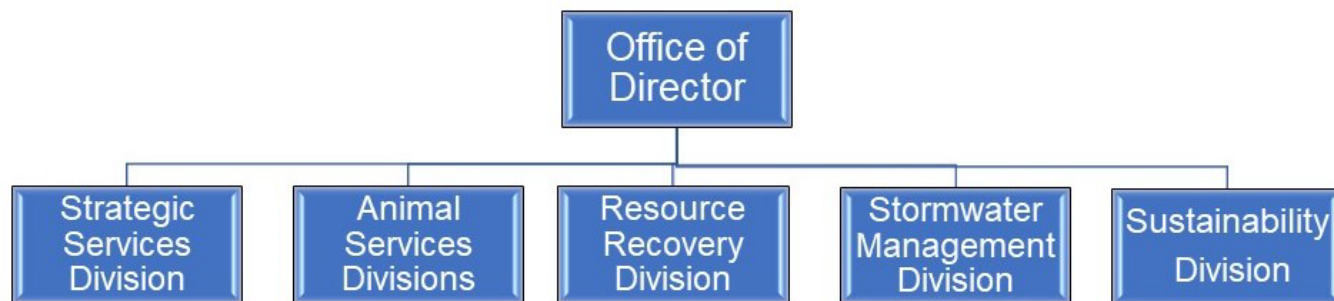 Office of
Director
Strategic
Services
Division
Animal
Services
Divisions
Resource
Recovery
Division
Stormwater
Management
Division
Sustainability
Division